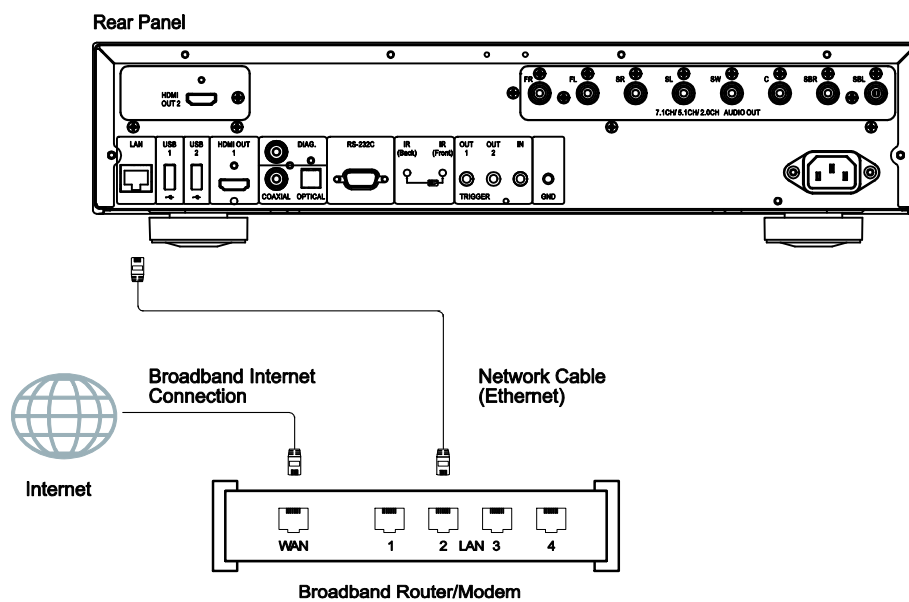 Rear Panel
HDMI
OUT 2
FR FL SR SL SW C SBR SBL
7.1CH/ 5.1CH/ 2.0CH AUDIO OUT
LAN
USB
1
USB
2
HDMI OUT
1
DIAG.
COAXIAL OPTICAL
RS-232C
IR
(Back)
IR
(Front)
OUT
1
OUT
2
IN
TRIGGER
GND
Broadband Internet
Connection
Network Cable
(Ethernet)
Internet
WAN 1 2 LAN 3 4
Broadband Router/Modem